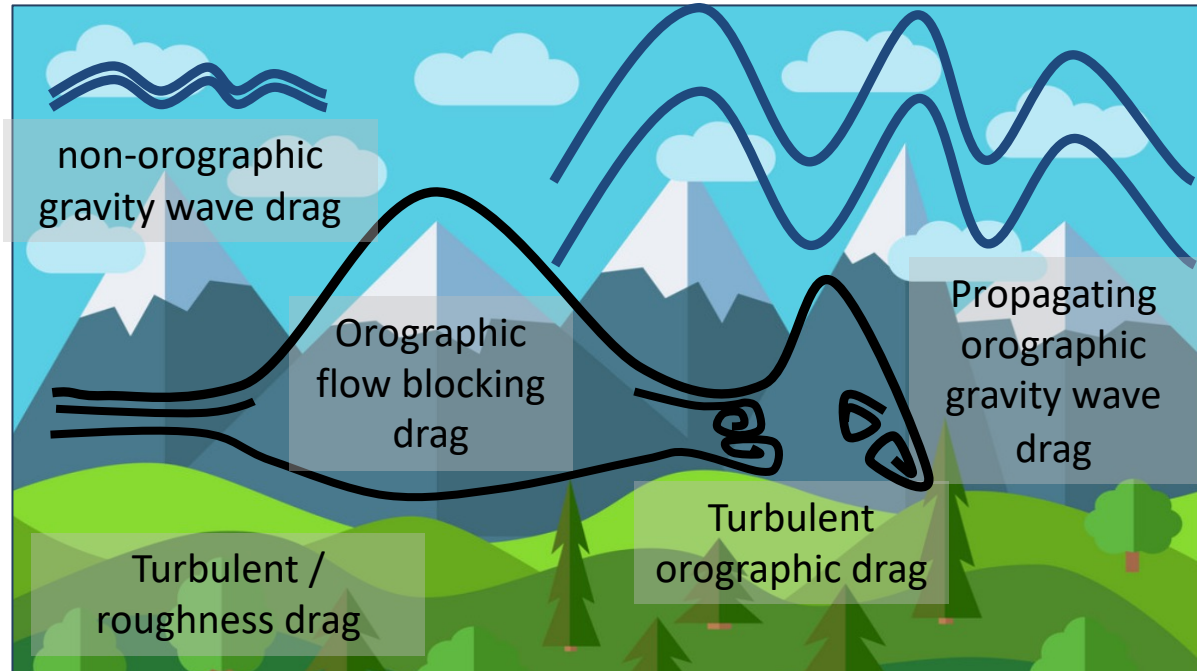 non-orographic
gravity wave drag
Orographic
flow blocking
drag
Propagating
orographic
gravity wave
drag
Turbulent
orographic drag
Turbulent /
roughness drag